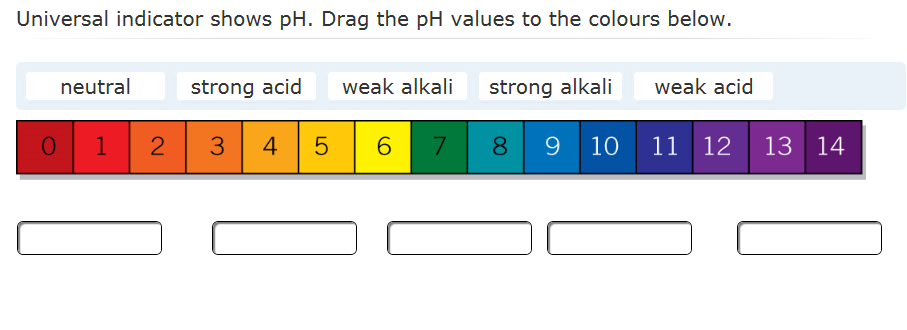 Universal indicator shows pH. Drag the pH values to the colours below.
neutral strong acid weak alkali strong alkali weak acid
0 1 2 3 4 5 6 7 8 9 10 11 12 13 14